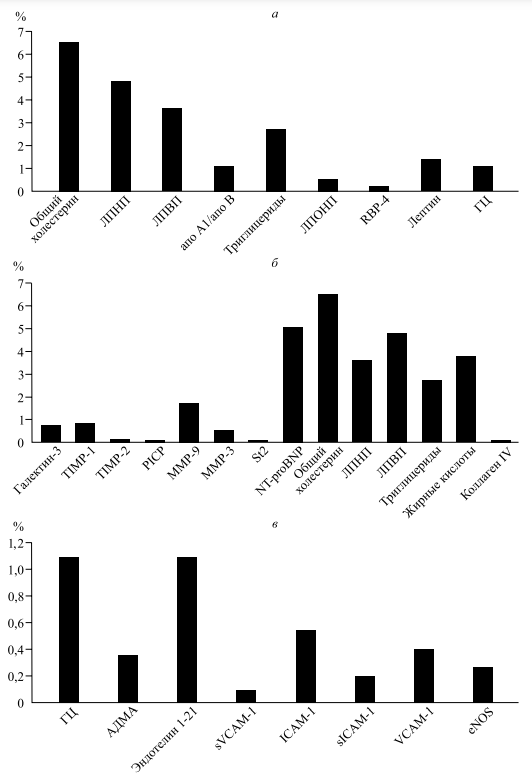 %
а
7
6
5
4
3
2
1
0
Общий холестерин
ЛПНП
ЛПВП
апо А1/апо В
Триглицериды
ЛПОНП
RBP-4
Лептин
ГЦ
%
б
7
6
5
4
3
2
1
0
Галектин-3
TIMP-1
TIMP-2
PICP
MMP-9
MMP-3
St2
NT-proBNP
Общий холестерин
ЛПНП
ЛПВП
Триглицериды
Жирные кислоты
Коллаген IV
%
в
1,2
1,0
0,8
0,6
0,4
0,2
0
ГЦ
АДМА
Эндотелин 1-21
sVCAM-1
ICAM-1
sICAM-1
VCAM-1
eNOS